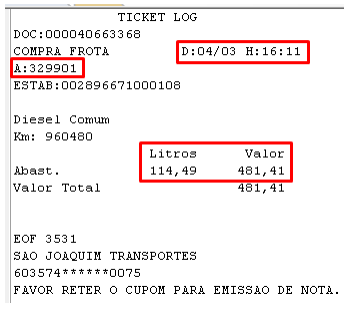 TICKET LOG
DOC:000040663368
COMPRA FROTA D:04/03 H:16:11
A:329901
ESTAB:002896671000108
Diesel Comum
Km: 960480
Litros Valor
Abast. 114,49 481,41
Valor Total 481,41
EOF 3531
SAO JOAQUIM TRANSPORTES
603574******0075
FAVOR RETER O CUPOM PARA EMISSAO DE NOTA.